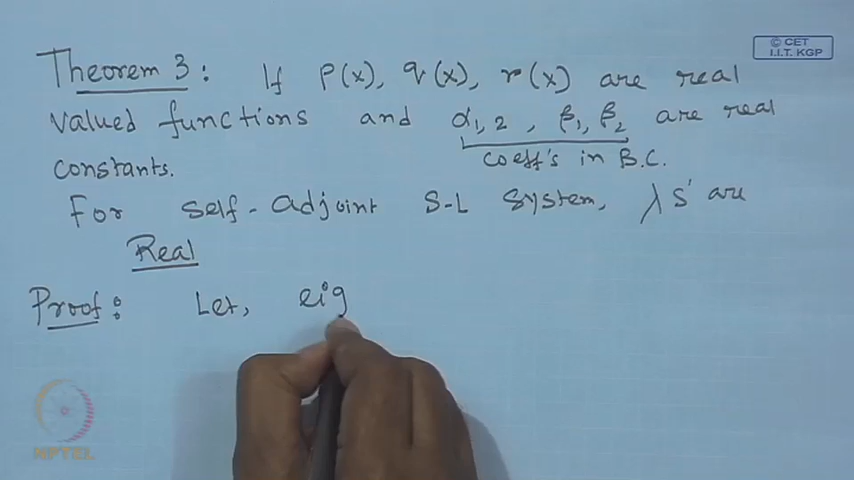 © CET
I.I.T. KGP
Theorem 3: If p(x), q(x), r(x) are real
valued functions and α1,2, β1, β2 are real
coeff's in B.C.
constants.
For self-adjoint S-L system, λ s' are
Real
Proof: Let, eig
NPTEL